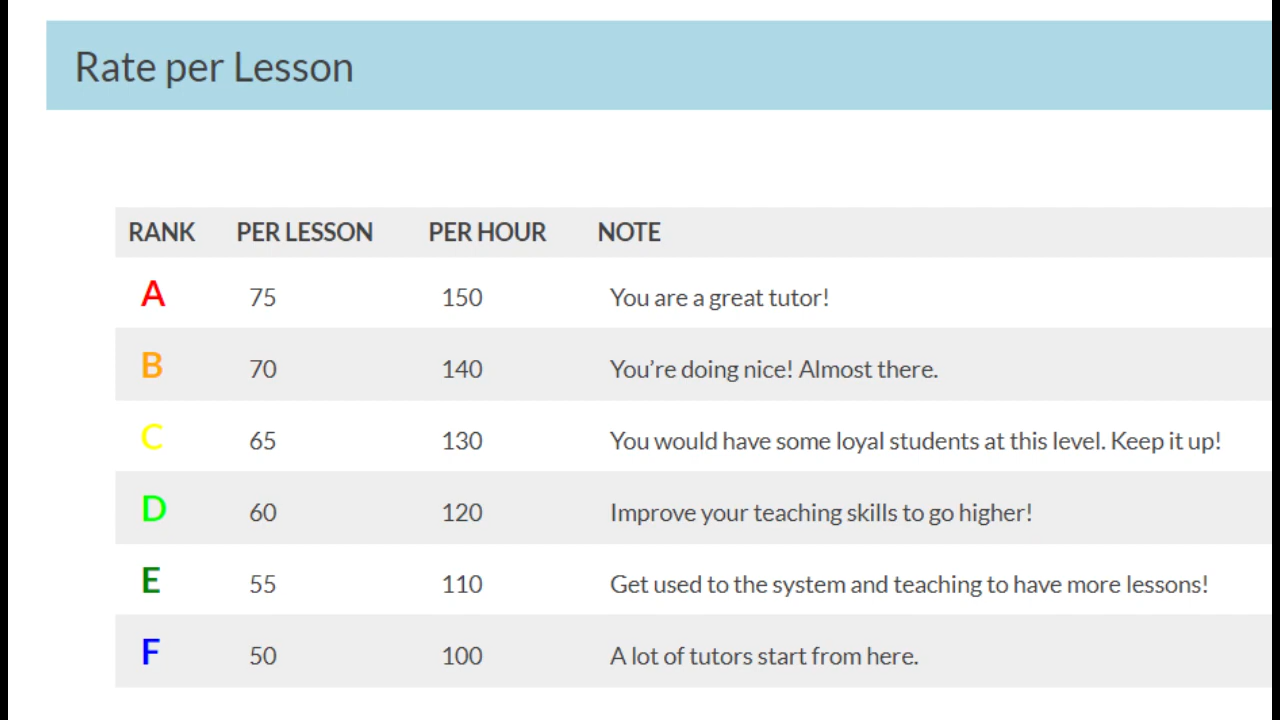 Rate per Lesson
RANK PER LESSON PER HOUR NOTE
A 75 150 You are a great tutor!
B 70 140 You’re doing nice! Almost there.
C 65 130 You would have some loyal students at this level. Keep it up!
D 60 120 Improve your teaching skills to go higher!
E 55 110 Get used to the system and teaching to have more lessons!
F 50 100 A lot of tutors start from here.